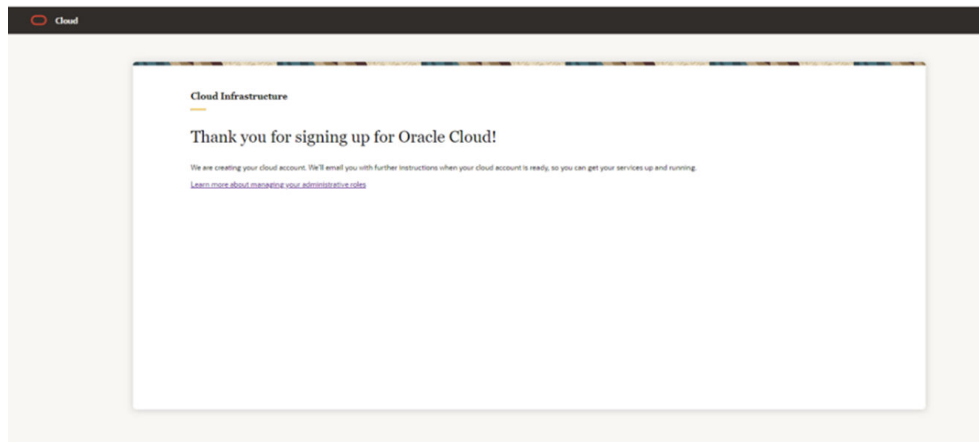 Cloud
Cloud Infrastructure
Thank you for signing up for Oracle Cloud!
We are creating your cloud account. We'll email you with further instructions when your cloud account is ready, so you can get your services up and running.
Learn more about managing your administrative roles